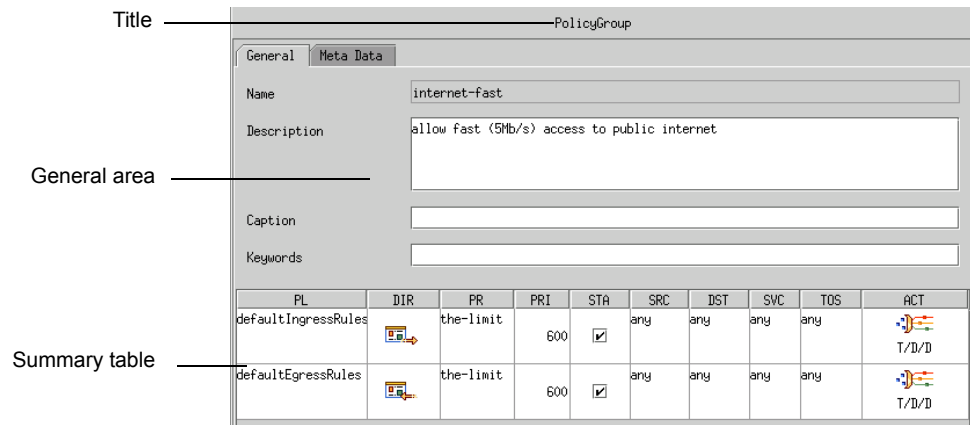 Title
PolicyGroup
General Meta Data
Name internet-fast
Description allow fast (5Mb/s) access to public internet
General area
Caption
Keywords
PL DIR PR PRI STA SRC DST SVC TOS ACT
defaultIngressRules the-limit 600 any any any any T/D/D
Summary table
defaultEgressRules the-limit 600 any any any any T/D/D